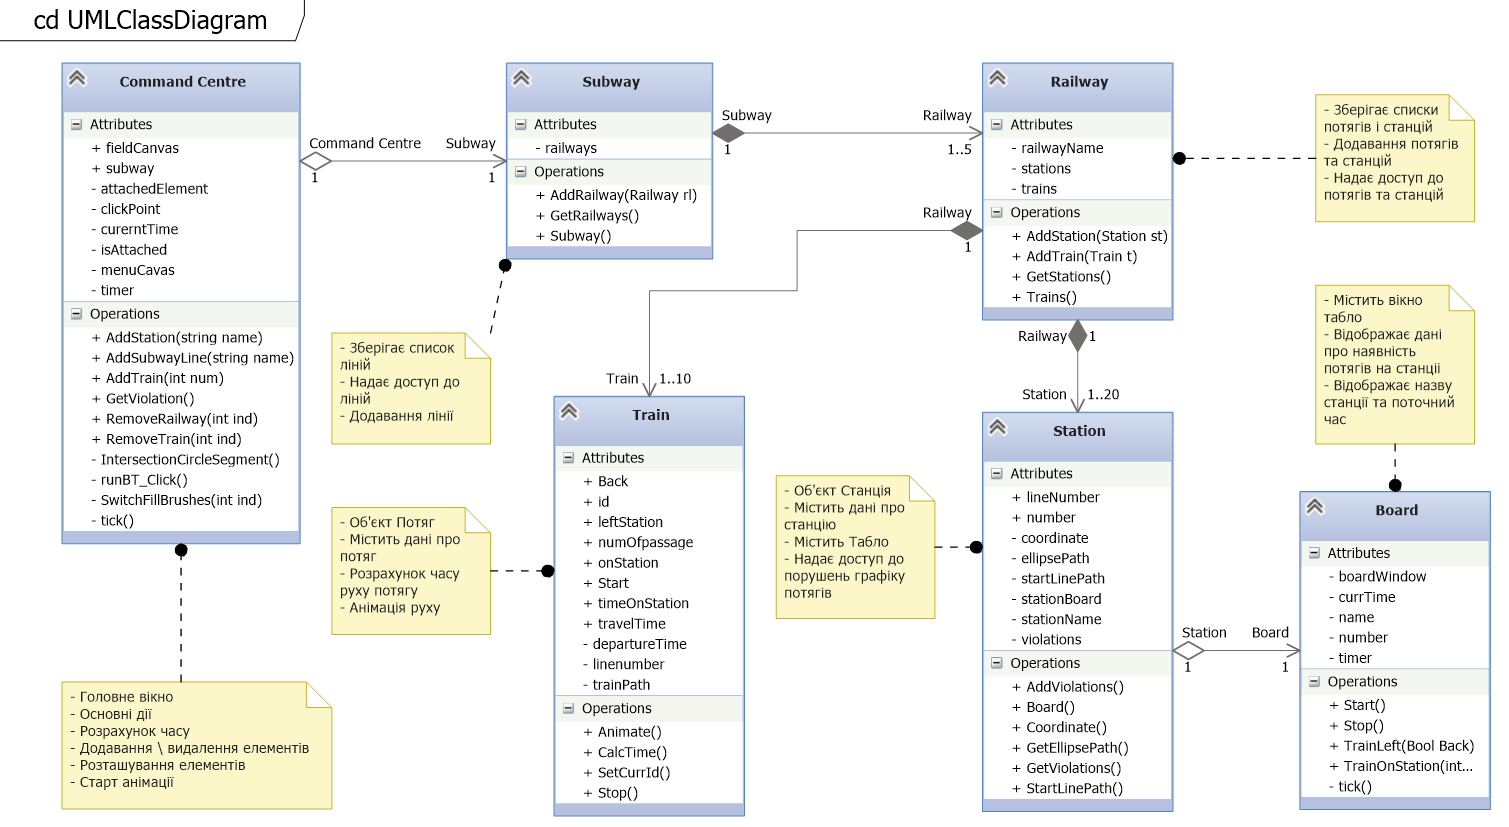 cd UMLClassDiagram
Command Centre
Attributes
+ fieldCanvas
+ subway
- attachedElement
- clickPoint
- curerntTime
- isAttached
- menuCavas
- timer
Operations
+ AddStation(string name)
+ AddSubwayLine(string name)
+ AddTrain(int num)
+ GetViolation()
+ RemoveRailway(int ind)
+ RemoveTrain(int ind)
- IntersectionCircleSegment()
- runBT_Click()
- SwitchFillBrushes(int ind)
- tick()
Command Centre
1
Subway
1
Subway
Attributes
- railways
Operations
+ AddRailway(Railway rl)
+ GetRailways()
+ Subway()
Subway
1
Railway
1..5
Railway
Attributes
- railwayName
- stations
- trains
Operations
+ AddStation(Station st)
+ AddTrain(Train t)
+ GetStations()
+ Trains()
- Зберігає списки
потягів і станцій
- Додавання потягів
та станцій
- Надає доступ до
потягів та станцій
Railway
1
Railway
1
- Зберігає список
ліній
- Надає доступ до
ліній
- Додавання лінії
Train
1..10
Station
1..20
- Містить вікно
табло
- Відображає дані
про наявність
потягів на станції
- Відображає назву
станції та поточний
час
Train
Attributes
+ Back
+ id
+ leftStation
+ numOfpassage
+ onStation
+ Start
+ timeOnStation
+ travelTime
- departureTime
- linenumber
- trainPath
Operations
+ Animate()
+ CalcTime()
+ SetCurrId()
+ Stop()
- Об'єкт Потяг
- Містить дані про
потяг
- Розрахунок часу
руху потягу
- Анімація руху
- Об'єкт Станція
- Містить дані про
станцію
- Містить Табло
- Надає доступ до
порушень графіку
потягів
Station
Attributes
+ lineNumber
+ number
- coordinate
- ellipsePath
- startLinePath
- stationBoard
- stationName
- violations
Operations
+ AddViolations()
+ Board()
+ Coordinate()
+ GetEllipsePath()
+ GetViolations()
+ StartLinePath()
Station
1
Board
1
Board
Attributes
- boardWindow
- currTime
- name
- number
- timer
Operations
+ Start()
+ Stop()
+ TrainLeft(Bool Back)
+ TrainOnStation(int...
- tick()
- Головне вікно
- Основні дії
- Розрахунок часу
- Додавання \ видалення елементів
- Розташування елементів
- Старт анімації